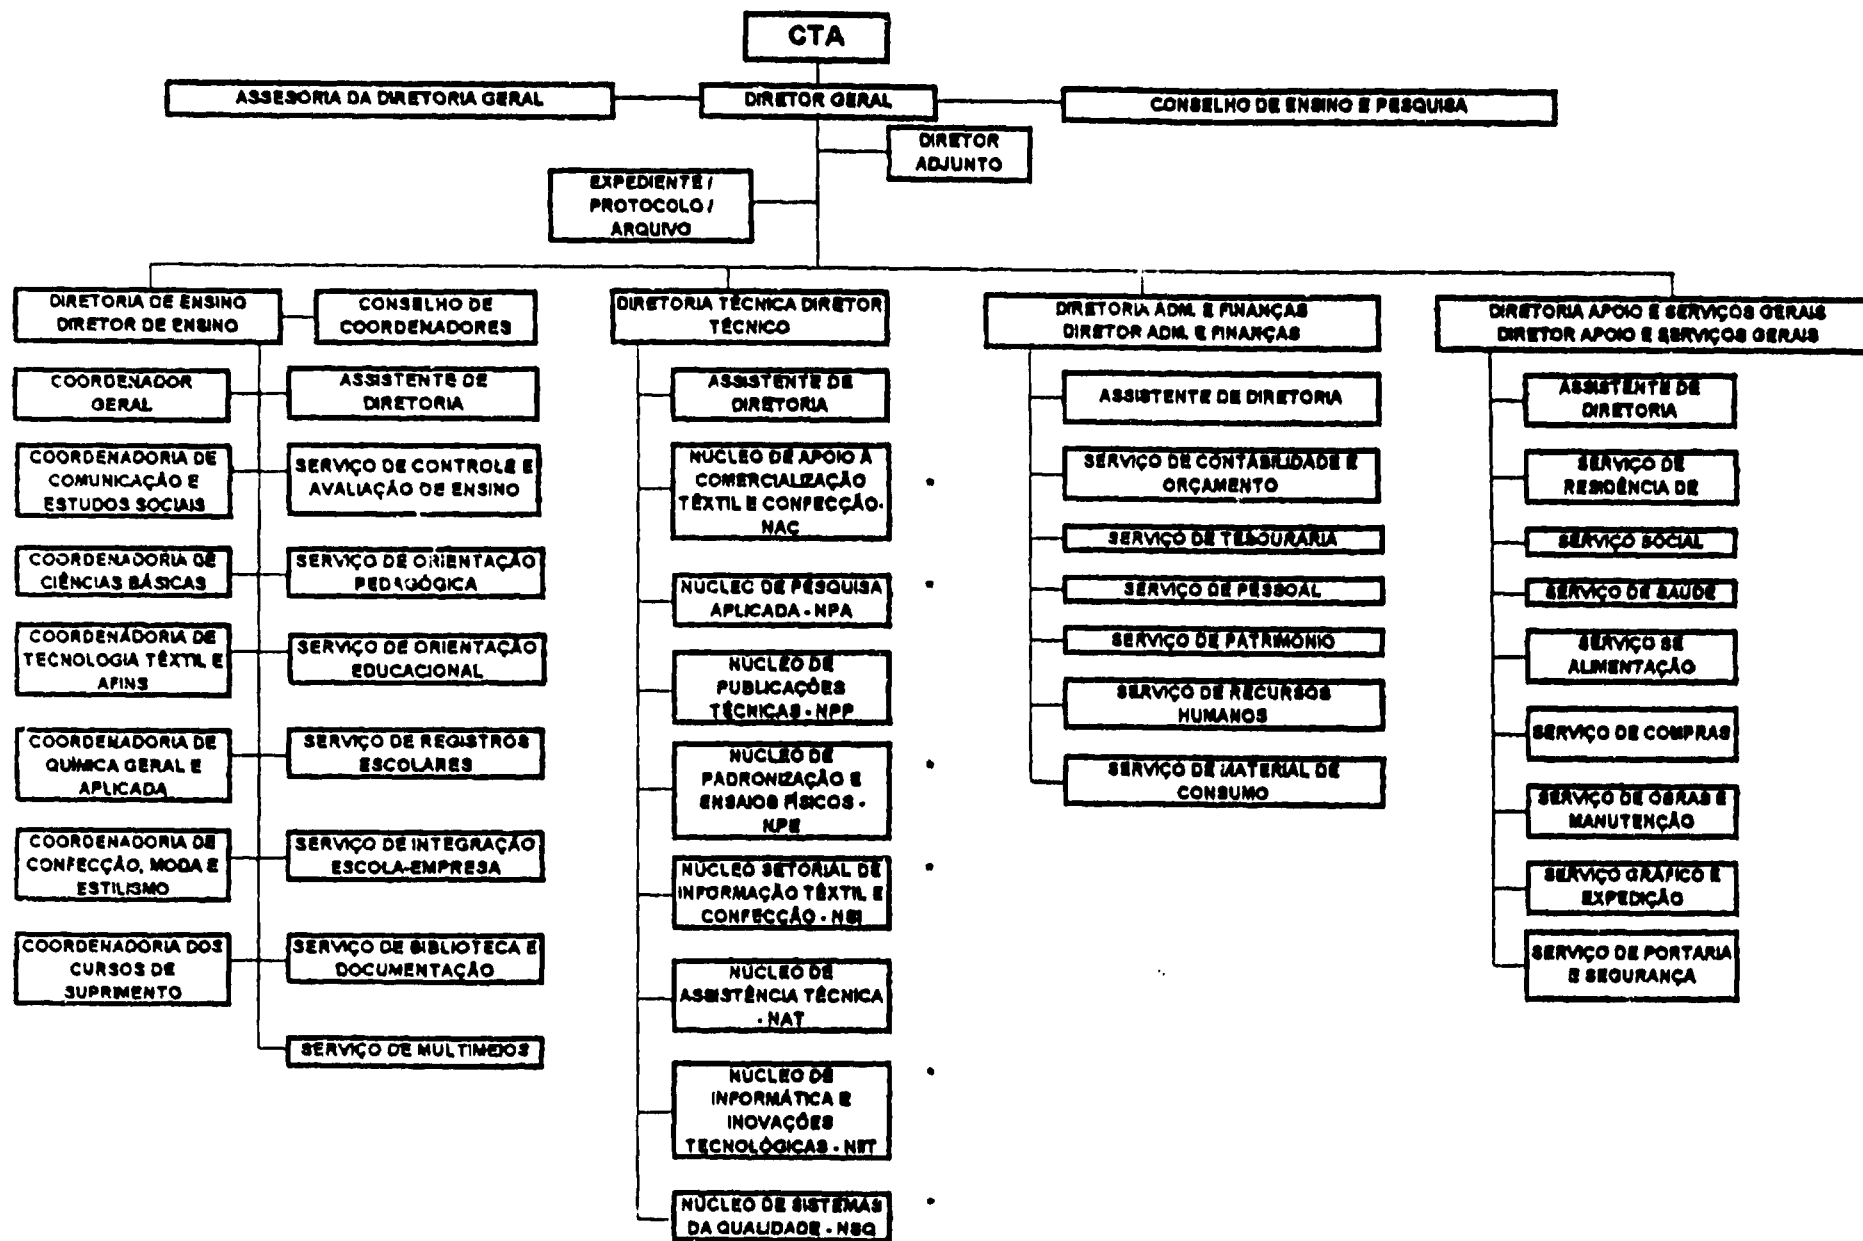 CTA
ASSESORIA DA DIRETORIA GERAL
DIRETOR GERAL
CONSELHO DE ENSINO E PESQUISA
DIRETOR
ADJUNTO
EXPEDIENTE /
PROTOCOLO /
ARQUIVO
DIRETORIA DE ENSINO
DIRETOR DE ENSINO
CONSELHO DE
COORDENADORES
COORDENADOR
GERAL
ASSISTENTE DE
DIRETORIA
COORDENADORIA DE
COMUNICAÇÃO E
ESTUDOS SOCIAIS
SERVIÇO DE CONTROLE E
AVALIAÇÃO DE ENSINO
COORDENADORIA DE
CIÊNCIAS BÁSICAS
SERVIÇO DE ORIENTAÇÃO
PEDAGÓGICA
COORDENADORIA DE
TECNOLOGIA TÊXTIL E
AFINS
SERVIÇO DE ORIENTAÇÃO
EDUCACIONAL
COORDENADORIA DE
QUÍMICA GERAL E
APLICADA
SERVIÇO DE REGISTROS
ESCOLARES
COORDENADORIA DE
CONFECÇÃO, MODA E
ESTILISMO
SERVIÇO DE INTEGRAÇÃO
ESCOLA-EMPRESA
COORDENADORIA DOS
CURSOS DE
SUPRIMENTO
SERVIÇO DE BIBLIOTECA E
DOCUMENTAÇÃO
SERVIÇO DE MULTIMEIOS
DIRETORIA TÉCNICA DIRETOR
TÉCNICO
ASSISTENTE DE
DIRETORIA
NÚCLEO DE APOIO À
COMERCIALIZAÇÃO
TÊXTIL E CONFECÇÃO-
NAC
*
NÚCLEO DE PESQUISA
APLICADA - NPA
*
NÚCLEO DE
PUBLICAÇÕES
TÉCNICAS - NPP
NÚCLEO DE
PADRONIZAÇÃO E
ENSAIOS FÍSICOS -
NPE
*
NÚCLEO SETORIAL DE
INFORMAÇÃO TÊXTIL E
CONFECÇÃO - NSI
*
NÚCLEO DE
ASSISTÊNCIA TÉCNICA
- NAT
NÚCLEO DE
INFORMÁTICA E
INOVAÇÕES
TECNOLÓGICAS - NIT
*
NÚCLEO DE SISTEMAS
DA QUALIDADE - NSQ
*
DIRETORIA ADM. E FINANÇAS
DIRETOR ADM. E FINANÇAS
ASSISTENTE DE DIRETORIA
SERVIÇO DE CONTABILIDADE E
ORÇAMENTO
SERVIÇO DE TESOURARIA
SERVIÇO DE PESSOAL
SERVIÇO DE PATRIMÔNIO
SERVIÇO DE RECURSOS
HUMANOS
SERVIÇO DE MATERIAL DE
CONSUMO
DIRETORIA APOIO E SERVIÇOS GERAIS
DIRETOR APOIO E SERVIÇOS GERAIS
ASSISTENTE DE
DIRETORIA
SERVIÇO DE
RESIDÊNCIA DE
SERVIÇO SOCIAL
SERVIÇO DE SAÚDE
SERVIÇO SE
ALIMENTAÇÃO
SERVIÇO DE COMPRAS
SERVIÇO DE OBRAS E
MANUTENÇÃO
SERVIÇO GRÁFICO E
EXPEDIÇÃO
SERVIÇO DE PORTARIA
E SEGURANÇA